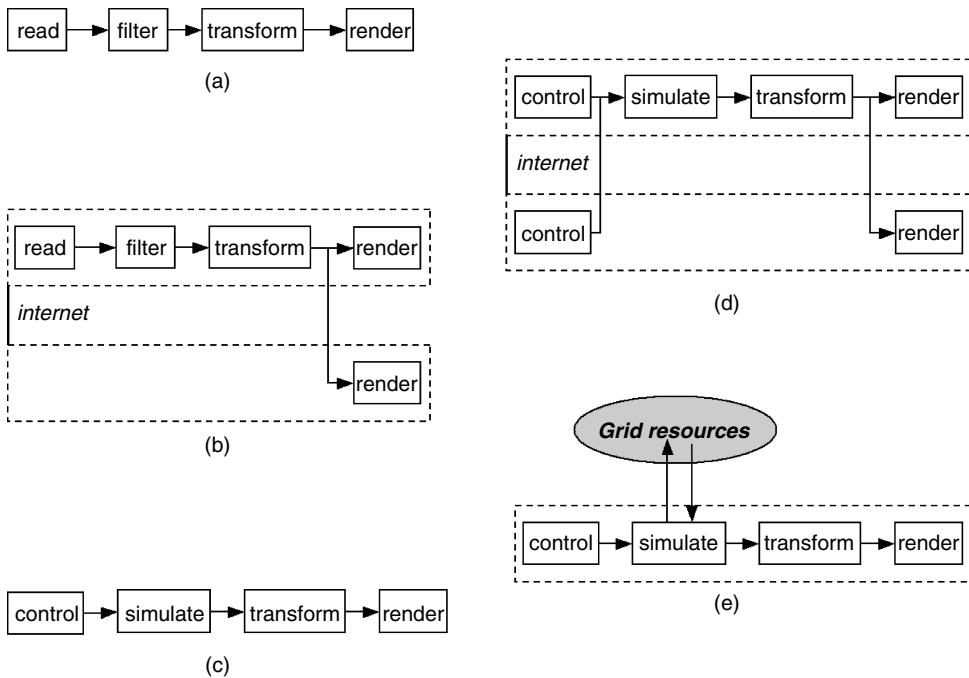 read filter transform render
(a)
read filter transform render
internet
render
(b)
control simulate transform render
(c)
control simulate transform render
internet
control render
(d)
Grid resources
control simulate transform render
(e)